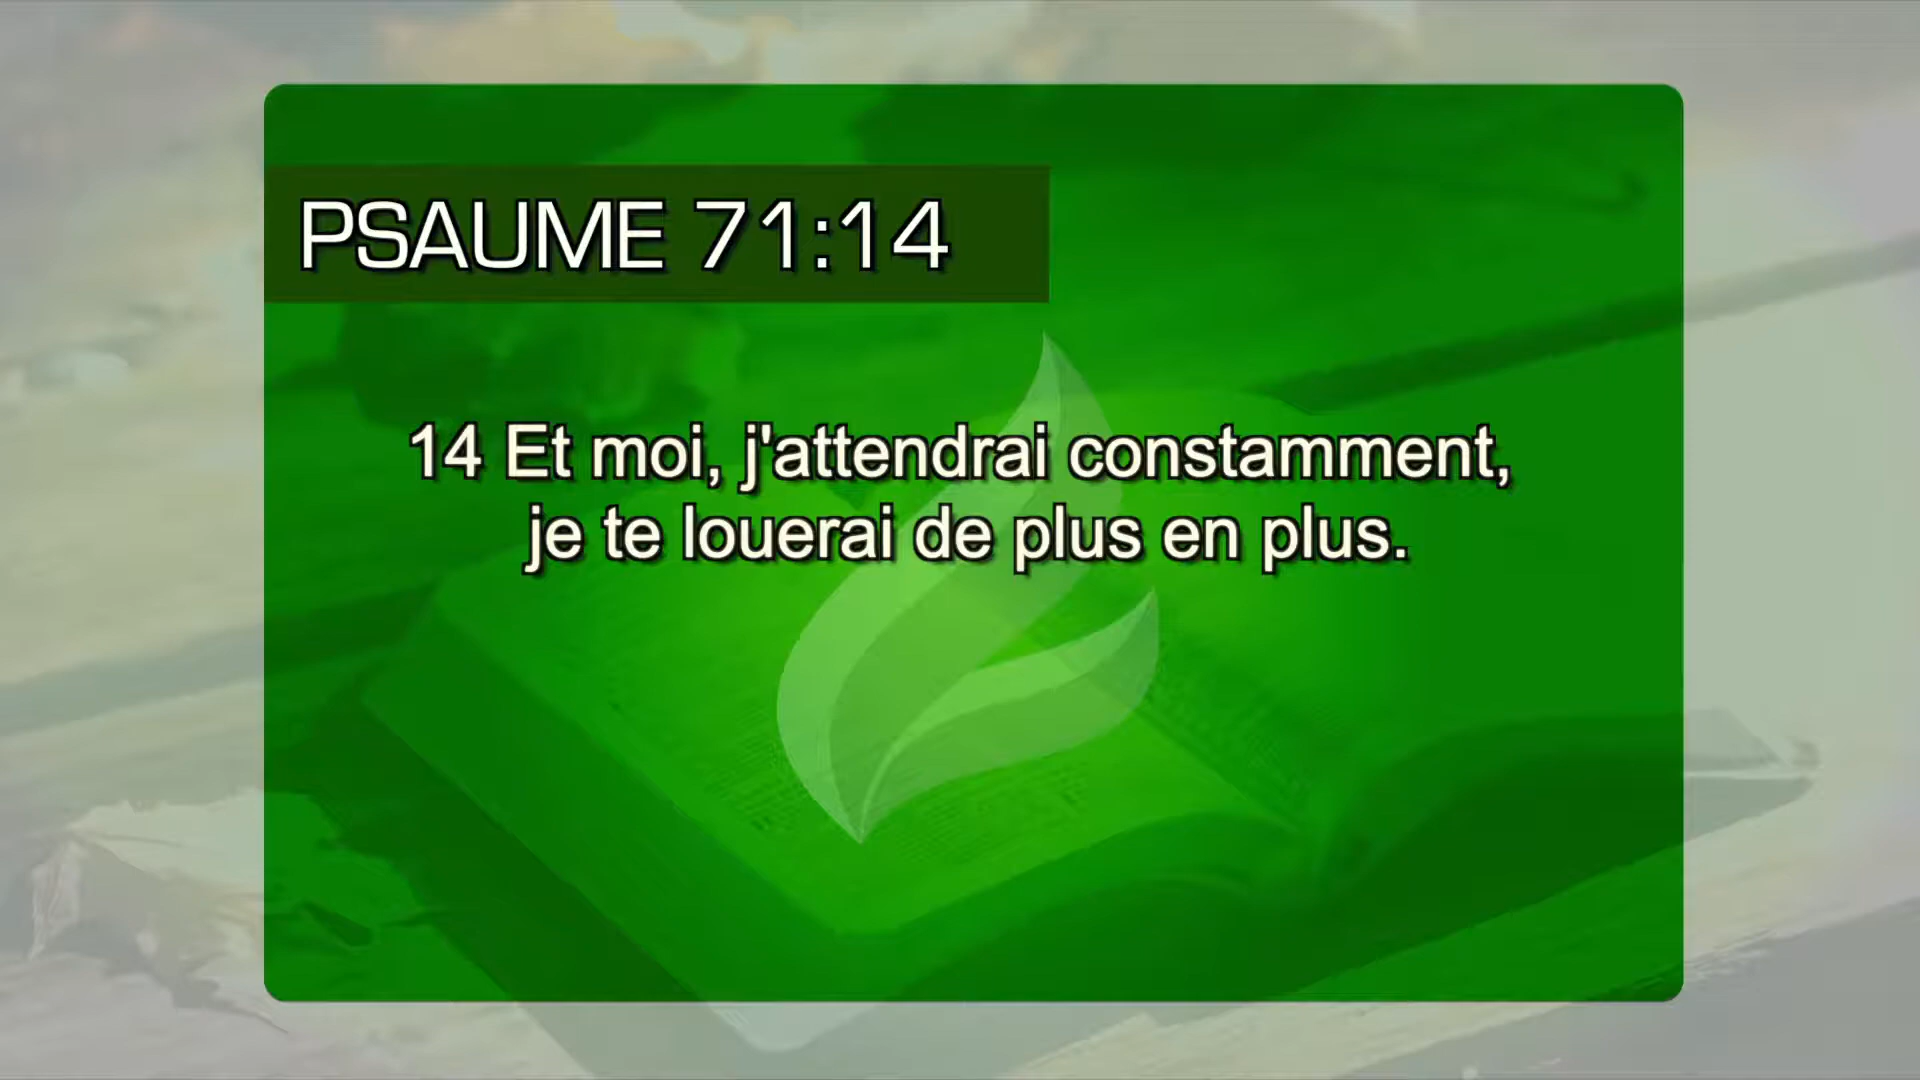 PSAUME 71:14
14 Et moi, j'attendrai constamment,
je te louerai de plus en plus.